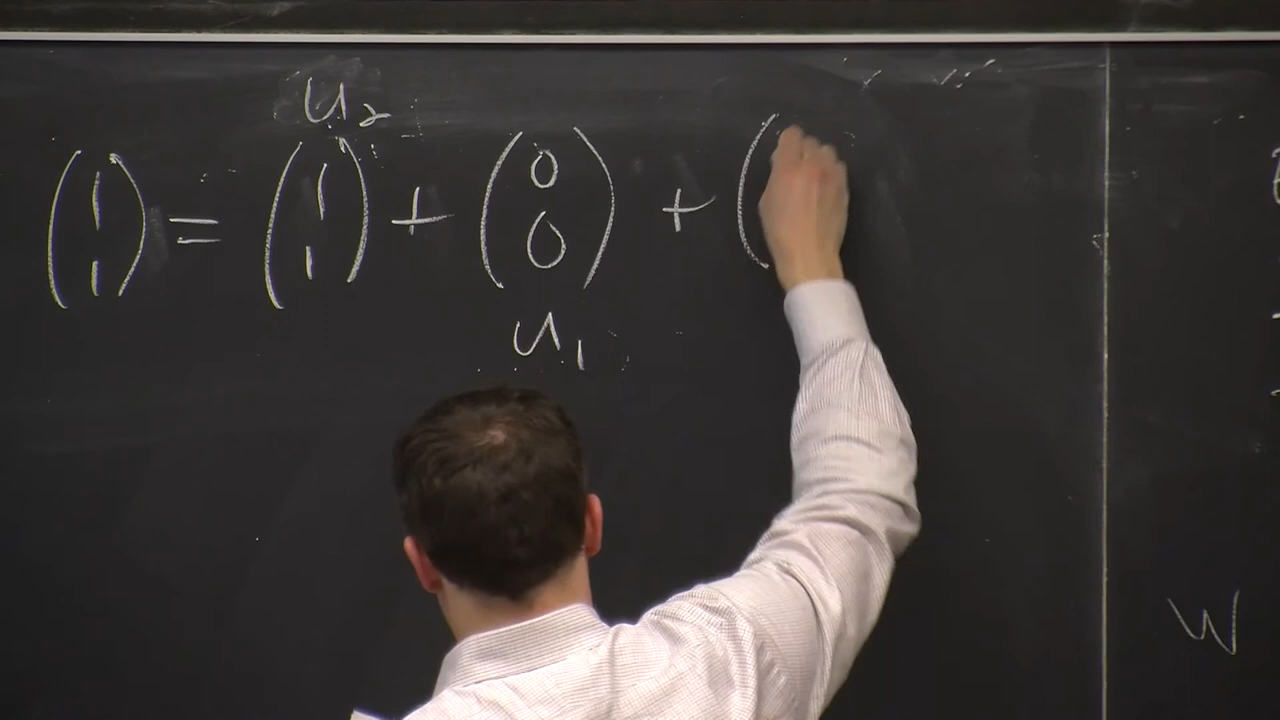 u₂
(1 1) = (1 1) + (0 0) + (
u₁
W